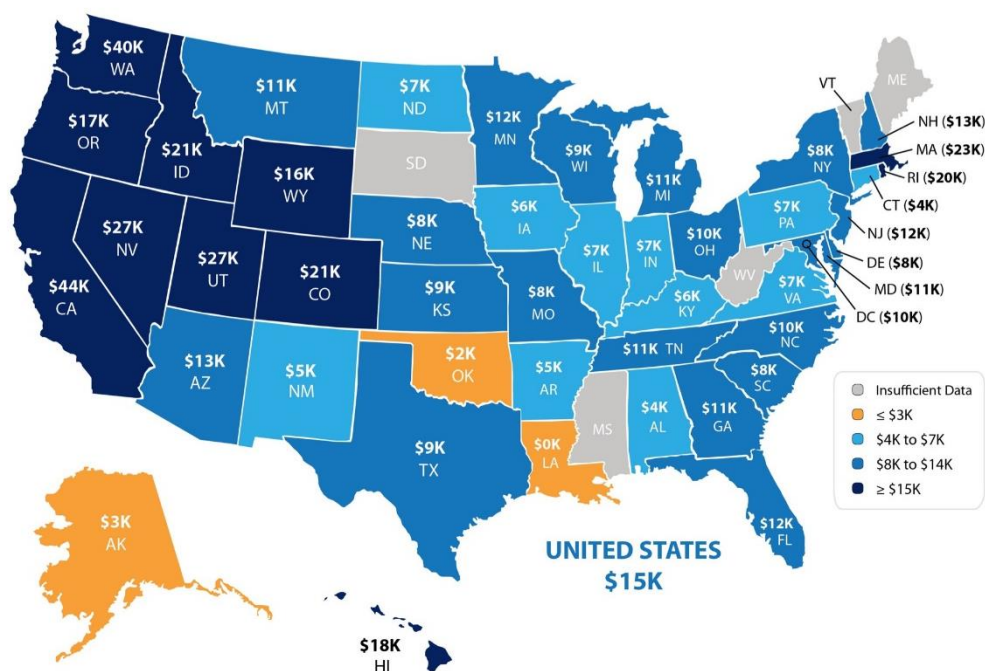 $40K
WA
$17K
OR
$21K
ID
$11K
MT
$7K
ND
SD
$16K
WY
$27K
NV
$27K
UT
$21K
CO
$44K
CA
$13K
AZ
$5K
NM
$8K
NE
$9K
KS
$2K
OK
$9K
TX
$12K
MN
$6K
IA
$8K
MO
$5K
AR
$0K
LA
$9K
WI
$7K
IL
$11K
MI
$7K
IN
$10K
OH
$6K
KY
$11K TN
MS
$4K
AL
$11K
GA
$12K
FL
$8K
SC
$10K
NC
$7K
VA
WV
$7K
PA
$8K
NY
VT
ME
NH ($13K)
MA ($23K)
RI ($20K)
CT ($4K)
NJ ($12K)
DE ($8K)
MD ($11K)
DC ($10K)
Insufficient Data
≤ $3K
$4K to $7K
$8K to $14K
≥ $15K
UNITED STATES
$15K
$3K
AK
$18K
HI